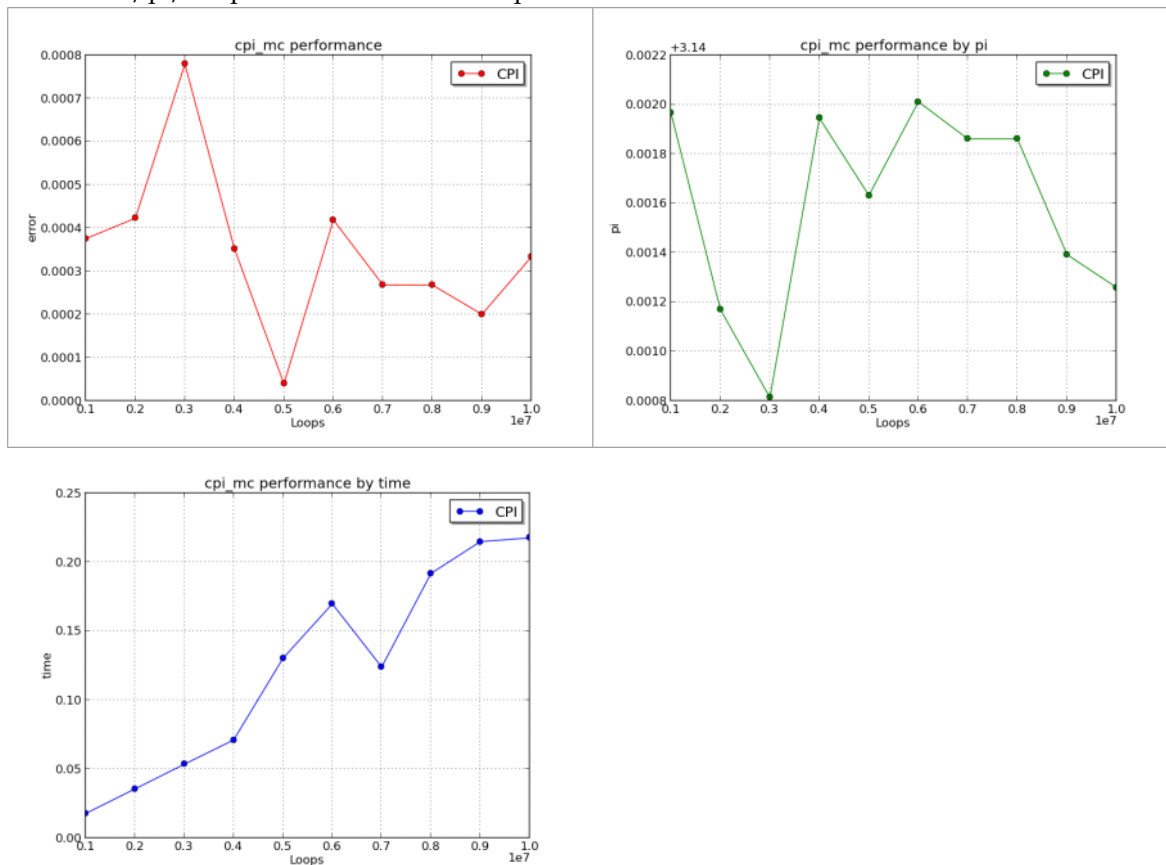 cpi_mc performance
CPI
0.0008
0.0007
0.0006
0.0005
0.0004
0.0003
0.0002
0.0001
0.0000
error
0.1 0.2 0.3 0.4 0.5 0.6 0.7 0.8 0.9 1.0
Loops
1e7
cpi_mc performance by pi
+3.14
CPI
0.0022
0.0020
0.0018
0.0016
0.0014
0.0012
0.0010
0.0008
pi
0.1 0.2 0.3 0.4 0.5 0.6 0.7 0.8 0.9 1.0
Loops
1e7
cpi_mc performance by time
CPI
0.25
0.20
0.15
0.10
0.05
0.00
time
0.1 0.2 0.3 0.4 0.5 0.6 0.7 0.8 0.9 1.0
Loops
1e7